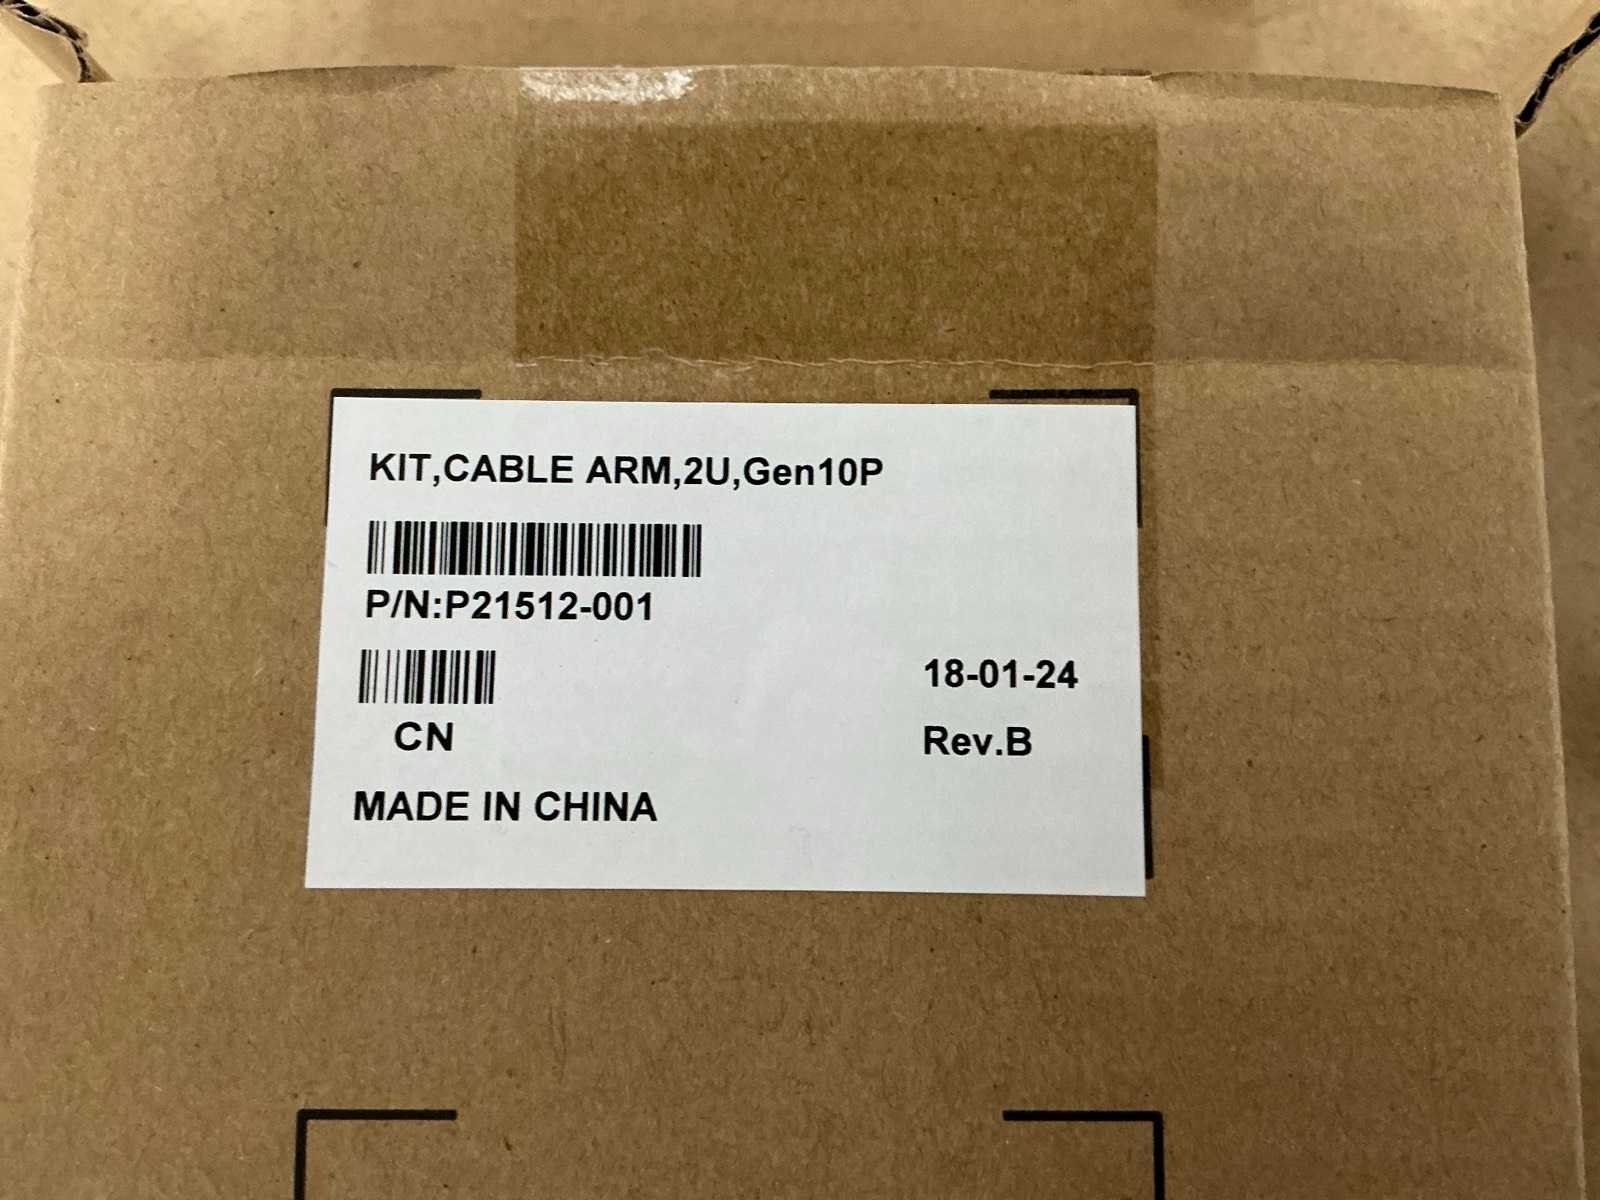 KIT,CABLE ARM,2U,Gen10P
P/N:P21512-001
18-01-24
CN
Rev.B
MADE IN CHINA